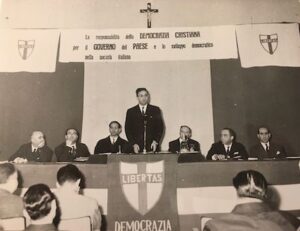 La responsabilità della DEMOCRAZIA CRISTIANA
per il GOVERNO del PAESE e lo sviluppo democratico
nella società italiana
LIBERTAS
LIBERTAS
LIBERTAS
DEMOCRAZIA